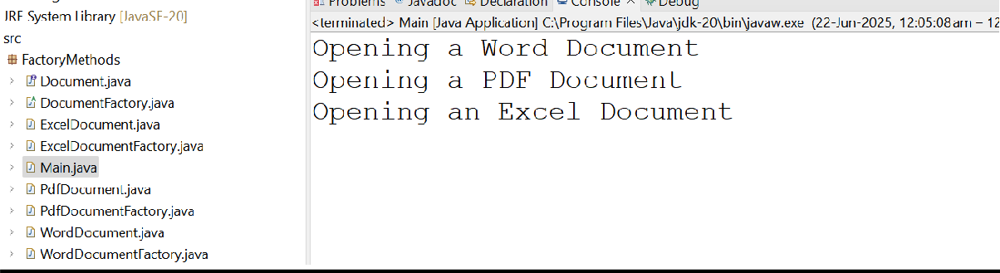 JRE System Library [JavaSE-20]
src
FactoryMethods
Document.java
DocumentFactory.java
ExcelDocument.java
ExcelDocumentFactory.java
Main.java
PdfDocument.java
PdfDocumentFactory.java
WordDocument.java
WordDocumentFactory.java
Problems Javadoc Declaration Console Debug
<terminated> Main [Java Application] C:\Program Files\Java\jdk-20\bin\javaw.exe (22-Jun-2025, 12:05:08 am – 12
Opening a Word Document
Opening a PDF Document
Opening an Excel Document